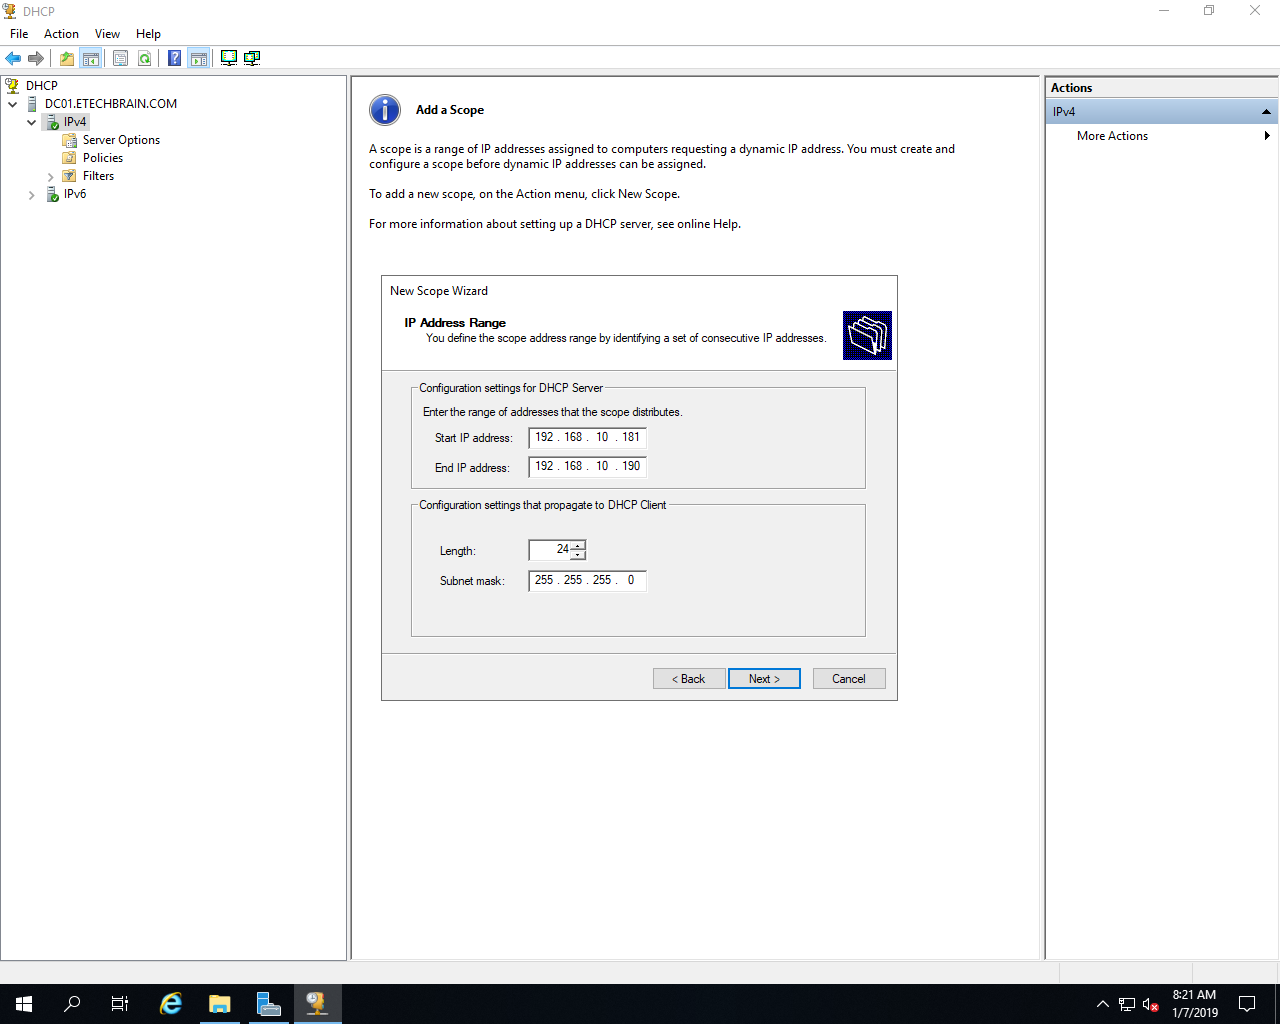 DHCP
File Action View Help
DHCP
DC01.ETECHBRAIN.COM
IPv4
Server Options
Policies
Filters
IPv6
Add a Scope
A scope is a range of IP addresses assigned to computers requesting a dynamic IP address. You must create and
configure a scope before dynamic IP addresses can be assigned.
To add a new scope, on the Action menu, click New Scope.
For more information about setting up a DHCP server, see online Help.
New Scope Wizard
IP Address Range
You define the scope address range by identifying a set of consecutive IP addresses.
Configuration settings for DHCP Server
Enter the range of addresses that the scope distributes.
Start IP address: 192 . 168 . 10 . 181
End IP address: 192 . 168 . 10 . 190
Configuration settings that propagate to DHCP Client
Length: 24
Subnet mask: 255 . 255 . 255 . 0
< Back Next > Cancel
Actions
IPv4
More Actions
8:21 AM
1/7/2019